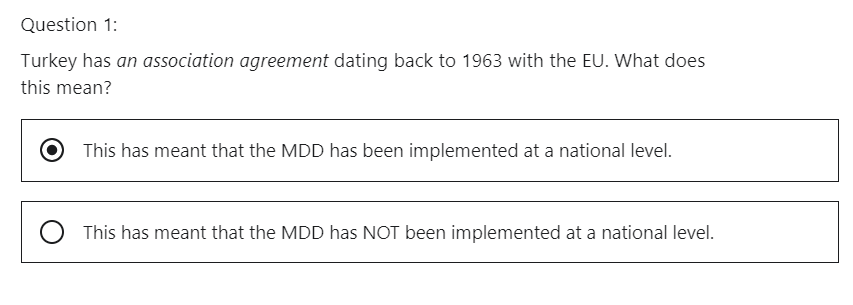 Question 1:
Turkey has an association agreement dating back to 1963 with the EU. What does
this mean?
This has meant that the MDD has been implemented at a national level.
This has meant that the MDD has NOT been implemented at a national level.